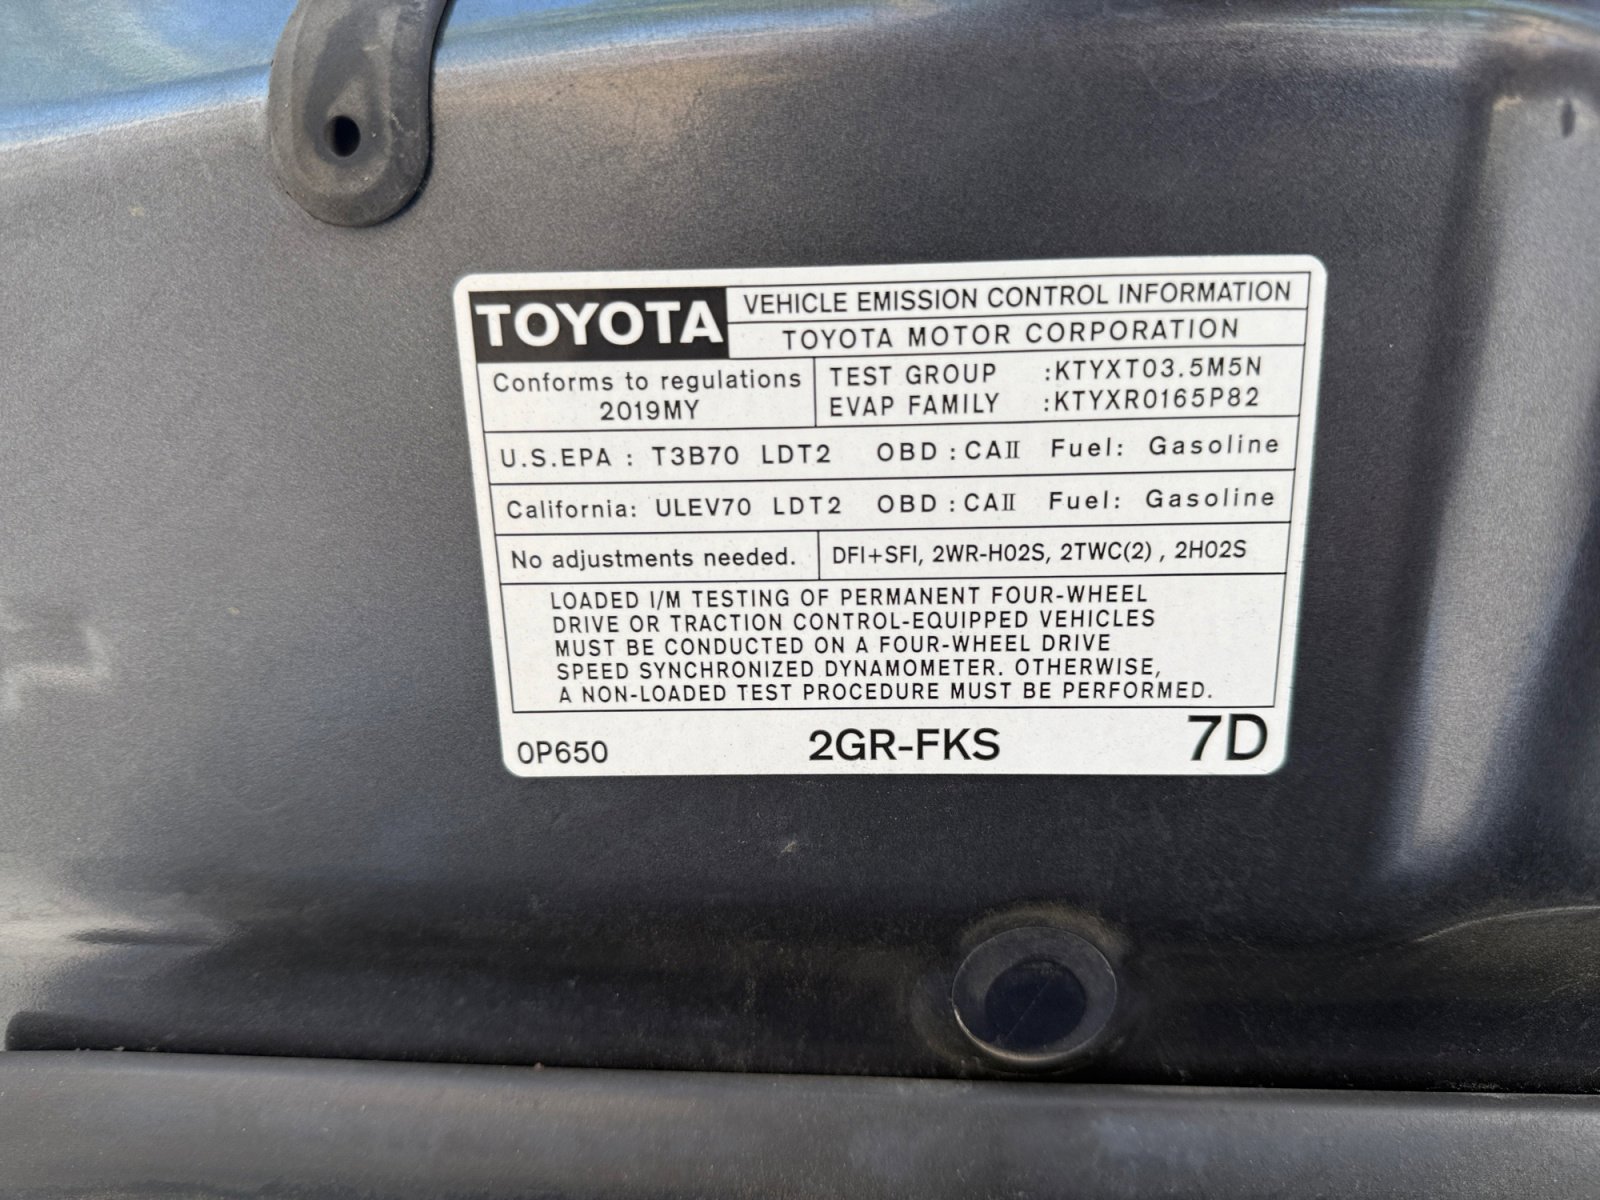 TOYOTA
VEHICLE EMISSION CONTROL INFORMATION
TOYOTA MOTOR CORPORATION
Conforms to regulations
2019MY
TEST GROUP :KTYXT03.5M5N
EVAP FAMILY :KTYXR0165P82
U.S.EPA : T3B70 LDT2 OBD : CAⅡ Fuel: Gasoline
California: ULEV70 LDT2 OBD : CAⅡ Fuel: Gasoline
No adjustments needed.
DFI+SFI, 2WR-HO2S, 2TWC(2) , 2HO2S
LOADED I/M TESTING OF PERMANENT FOUR-WHEEL
DRIVE OR TRACTION CONTROL-EQUIPPED VEHICLES
MUST BE CONDUCTED ON A FOUR-WHEEL DRIVE
SPEED SYNCHRONIZED DYNAMOMETER. OTHERWISE,
A NON-LOADED TEST PROCEDURE MUST BE PERFORMED.
0P650 2GR-FKS 7D